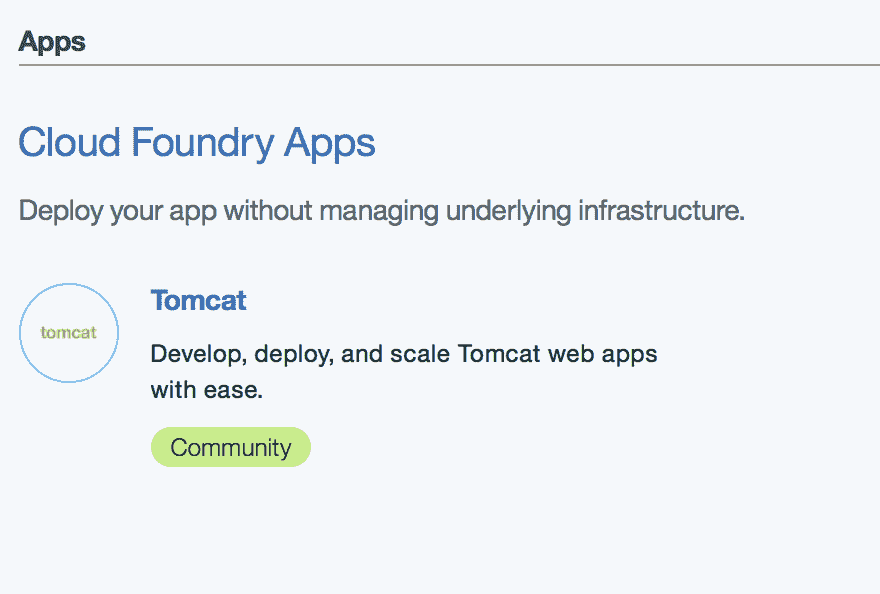 Apps
Cloud Foundry Apps
Deploy your app without managing underlying infrastructure.
tomcat
Tomcat
Develop, deploy, and scale Tomcat web apps
with ease.
Community